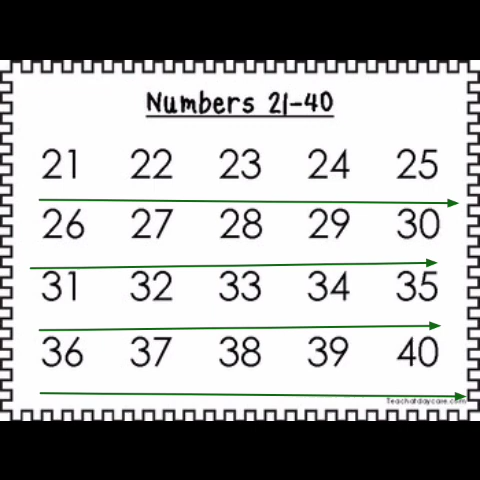 Numbers 21-40
21 22 23 24 25
26 27 28 29 30
31 32 33 34 35
36 37 38 39 40
Teachatdaycare.com